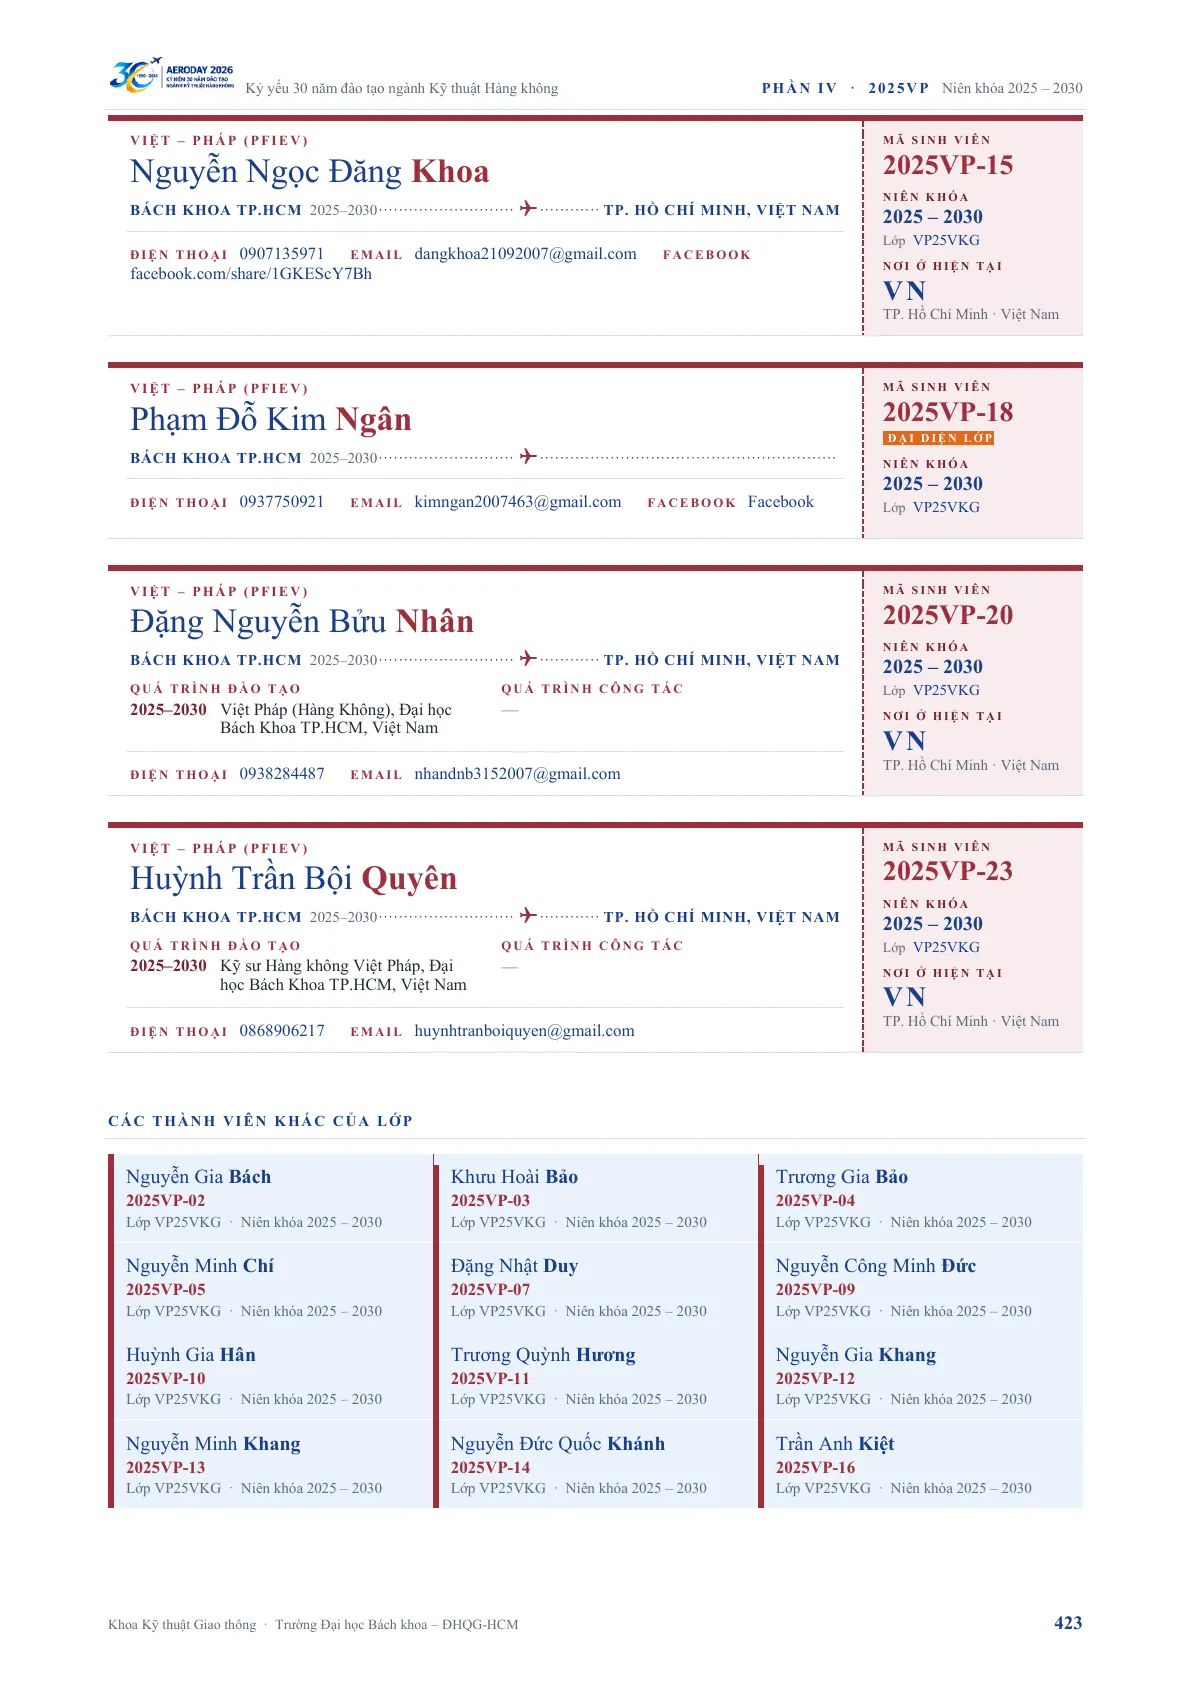 AERODAY 2026
KỶ NIỆM 30 NĂM ĐÀO TẠO
NGÀNH KỸ THUẬT HÀNG KHÔNG
Kỷ yếu 30 năm đào tạo ngành Kỹ thuật Hàng không
PHẦN IV · 2025VP Niên khóa 2025 – 2030
VIỆT – PHÁP (PFIEV)
Nguyễn Ngọc Đăng Khoa
BÁCH KHOA TP.HCM 2025–2030 TP. HỒ CHÍ MINH, VIỆT NAM
ĐIỆN THOẠI 0907135971 EMAIL dangkhoa21092007@gmail.com FACEBOOK
facebook.com/share/1GKEScY7Bh
MÃ SINH VIÊN
2025VP-15
NIÊN KHÓA
2025 – 2030
Lớp VP25VKG
NƠI Ở HIỆN TẠI
VN
TP. Hồ Chí Minh · Việt Nam
VIỆT – PHÁP (PFIEV)
Phạm Đỗ Kim Ngân
BÁCH KHOA TP.HCM 2025–2030
ĐIỆN THOẠI 0937750921 EMAIL kimngan2007463@gmail.com FACEBOOK Facebook
MÃ SINH VIÊN
2025VP-18
ĐẠI DIỆN LỚP
NIÊN KHÓA
2025 – 2030
Lớp VP25VKG
VIỆT – PHÁP (PFIEV)
Đặng Nguyễn Bửu Nhân
BÁCH KHOA TP.HCM 2025–2030 TP. HỒ CHÍ MINH, VIỆT NAM
QUÁ TRÌNH ĐÀO TẠO
2025–2030 Việt Pháp (Hàng Không), Đại học
Bách Khoa TP.HCM, Việt Nam
QUÁ TRÌNH CÔNG TÁC
—
ĐIỆN THOẠI 0938284487 EMAIL nhandnb3152007@gmail.com
MÃ SINH VIÊN
2025VP-20
NIÊN KHÓA
2025 – 2030
Lớp VP25VKG
NƠI Ở HIỆN TẠI
VN
TP. Hồ Chí Minh · Việt Nam
VIỆT – PHÁP (PFIEV)
Huỳnh Trần Bội Quyên
BÁCH KHOA TP.HCM 2025–2030 TP. HỒ CHÍ MINH, VIỆT NAM
QUÁ TRÌNH ĐÀO TẠO
2025–2030 Kỹ sư Hàng không Việt Pháp, Đại
học Bách Khoa TP.HCM, Việt Nam
QUÁ TRÌNH CÔNG TÁC
—
ĐIỆN THOẠI 0868906217 EMAIL huynhtranboiquyen@gmail.com
MÃ SINH VIÊN
2025VP-23
NIÊN KHÓA
2025 – 2030
Lớp VP25VKG
NƠI Ở HIỆN TẠI
VN
TP. Hồ Chí Minh · Việt Nam
CÁC THÀNH VIÊN KHÁC CỦA LỚP
Nguyễn Gia Bách
2025VP-02
Lớp VP25VKG · Niên khóa 2025 – 2030
Khưu Hoài Bảo
2025VP-03
Lớp VP25VKG · Niên khóa 2025 – 2030
Trương Gia Bảo
2025VP-04
Lớp VP25VKG · Niên khóa 2025 – 2030
Nguyễn Minh Chí
2025VP-05
Lớp VP25VKG · Niên khóa 2025 – 2030
Đặng Nhật Duy
2025VP-07
Lớp VP25VKG · Niên khóa 2025 – 2030
Nguyễn Công Minh Đức
2025VP-09
Lớp VP25VKG · Niên khóa 2025 – 2030
Huỳnh Gia Hân
2025VP-10
Lớp VP25VKG · Niên khóa 2025 – 2030
Trương Quỳnh Hương
2025VP-11
Lớp VP25VKG · Niên khóa 2025 – 2030
Nguyễn Gia Khang
2025VP-12
Lớp VP25VKG · Niên khóa 2025 – 2030
Nguyễn Minh Khang
2025VP-13
Lớp VP25VKG · Niên khóa 2025 – 2030
Nguyễn Đức Quốc Khánh
2025VP-14
Lớp VP25VKG · Niên khóa 2025 – 2030
Trần Anh Kiệt
2025VP-16
Lớp VP25VKG · Niên khóa 2025 – 2030
Khoa Kỹ thuật Giao thông · Trường Đại học Bách khoa – ĐHQG-HCM
423